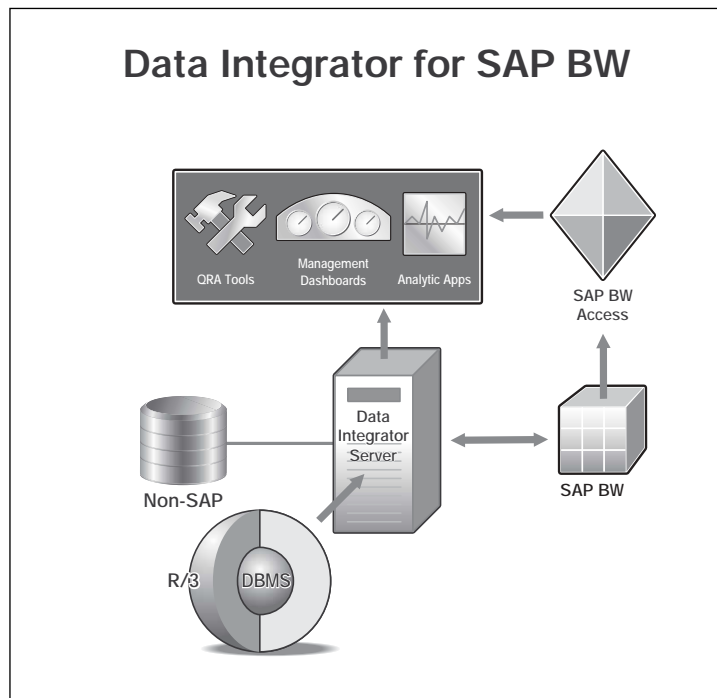 Data Integrator for SAP BW
QRA Tools
Management
Dashboards
Analytic Apps
SAP BW
Access
Data
Integrator
Server
Non-SAP
SAP BW
R/3
DBMS